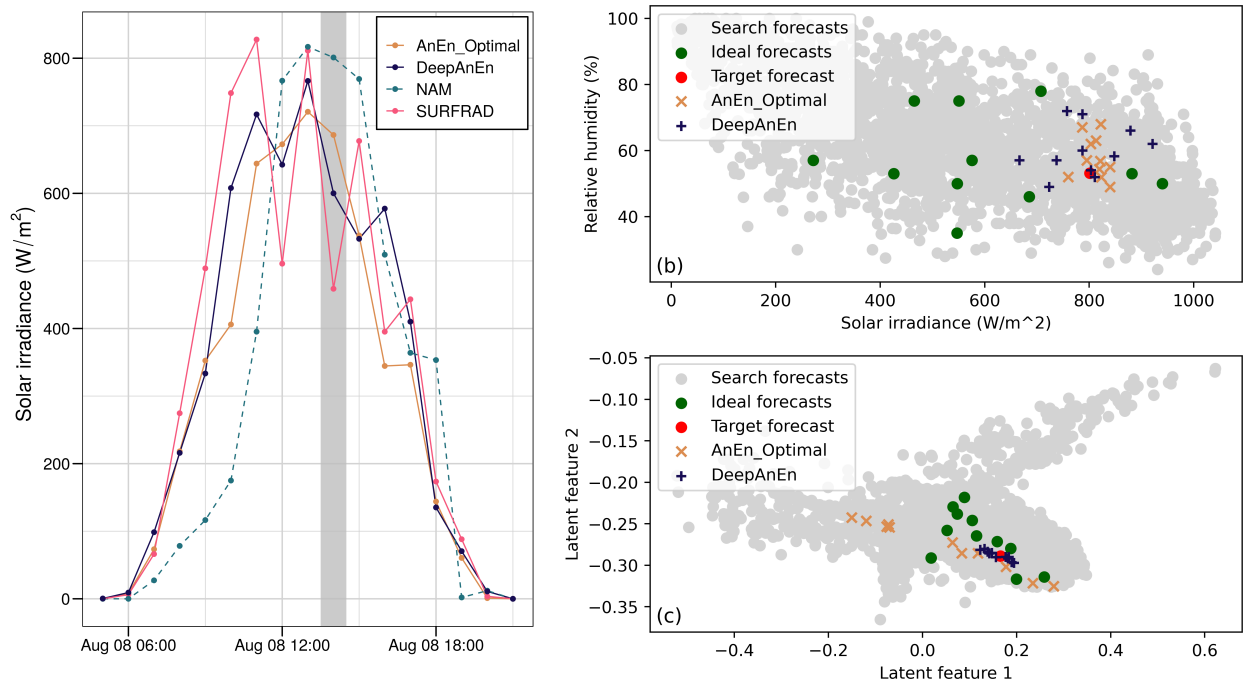 Solar irradiance (W/m²)
800
600
400
200
0
Aug 08 06:00
Aug 08 12:00
Aug 08 18:00
AnEn_Optimal
DeepAnEn
NAM
SURFRAD
Relative humidity (%)
100
80
60
40
Search forecasts
Ideal forecasts
Target forecast
AnEn_Optimal
DeepAnEn
(b)
0
200
400
600
800
1000
Solar irradiance (W/m^2)
Latent feature 2
−0.05
−0.10
−0.15
−0.20
−0.25
−0.30
−0.35
Search forecasts
Ideal forecasts
Target forecast
AnEn_Optimal
DeepAnEn
(c)
−0.4
−0.2
0.0
0.2
0.4
0.6
Latent feature 1